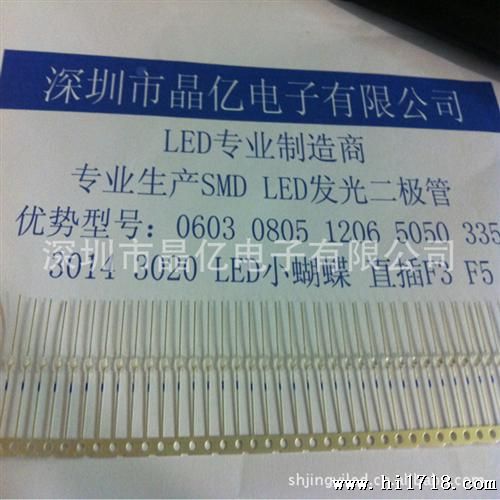 深圳市晶亿电子有限公司
LED专业制造商
专业生产SMD LED发光二极管
优势型号：0603 0805 1206 5050 335
深圳市晶亿电子有限公司
3014 3020 LED小蝴蝶 直插F3 F5
www.hi1718.com